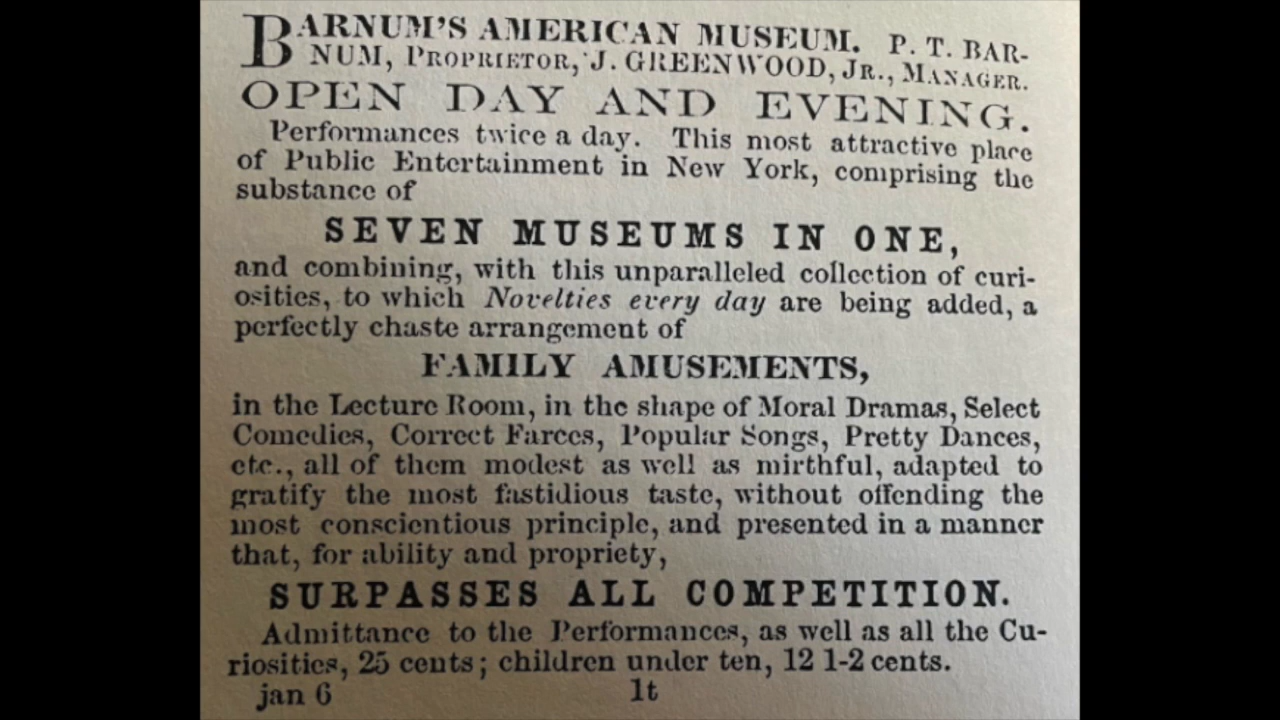 BARNUM'S AMERICAN MUSEUM. P. T. BAR-
NUM, PROPRIETOR, J. GREENWOOD, JR., MANAGER.
OPEN DAY AND EVENING.
Performances twice a day. This most attractive place
of Public Entertainment in New York, comprising the
substance of
SEVEN MUSEUMS IN ONE,
and combining, with this unparalleled collection of curi-
osities, to which Novelties every day are being added, a
perfectly chaste arrangement of
FAMILY AMUSEMENTS,
in the Lecture Room, in the shape of Moral Dramas, Select
Comedies, Correct Farces, Popular Songs, Pretty Dances,
etc., all of them modest as well as mirthful, adapted to
gratify the most fastidious taste, without offending the
most conscientious principle, and presented in a manner
that, for ability and propriety,
SURPASSES ALL COMPETITION.
Admittance to the Performances, as well as all the Cu-
riosities, 25 cents; children under ten, 12 1-2 cents.
jan 6 1t